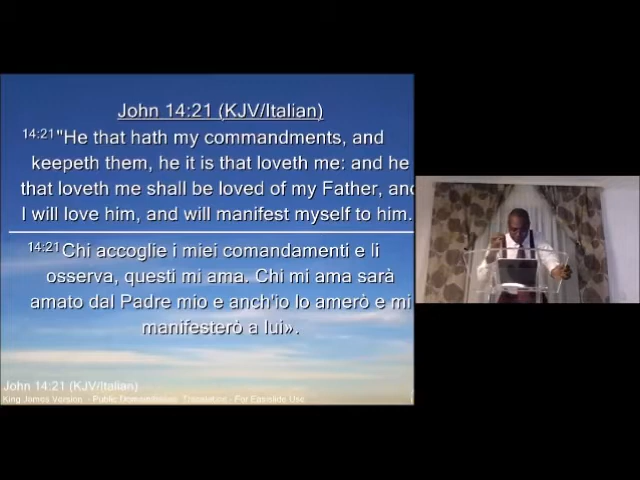 John 14:21 (KJV/Italian)
14:21"He that hath my commandments, and
keepeth them, he it is that loveth me: and he
that loveth me shall be loved of my Father, and
I will love him, and will manifest myself to him.
14:21Chi accoglie i miei comandamenti e li
osserva, questi mi ama. Chi mi ama sarà
amato dal Padre mio e anch'io lo amerò e mi
manifesterò a lui».
John 14:21 (KJV/Italian)
King James Version - Public Domain Translation - For Easislide Use